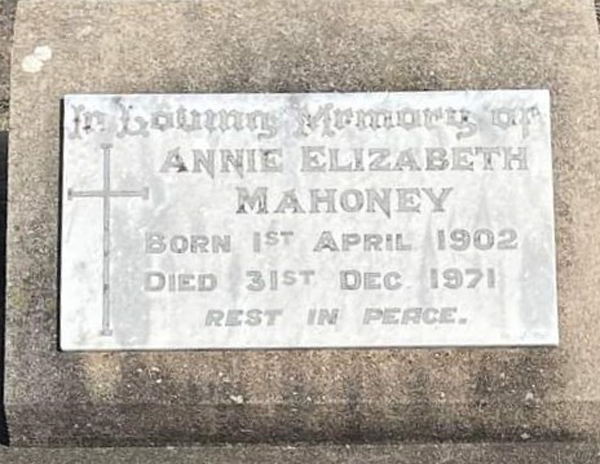 In Loving Memory of
ANNIE ELIZABETH
MAHONEY
BORN 1ST APRIL 1902
DIED 31ST DEC. 1971
REST IN PEACE.